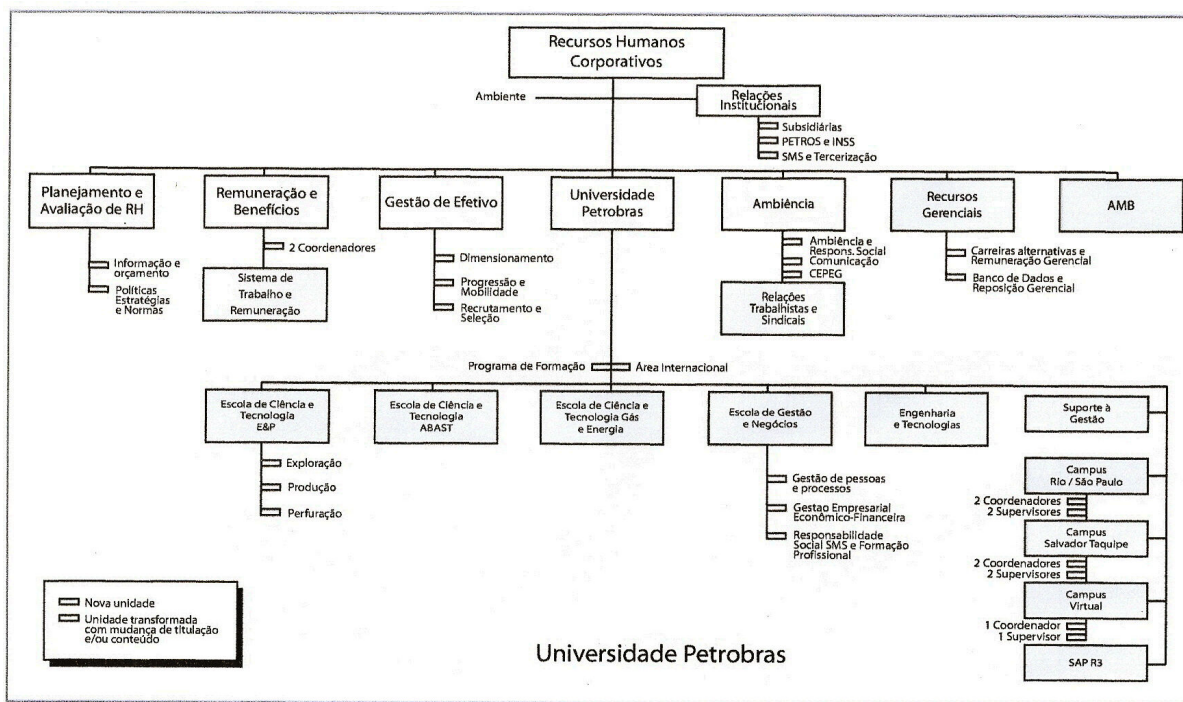 Recursos Humanos
Corporativos
Ambiente
Relações
Institucionais
Subsidiárias
PETROS e INSS
SMS e Tercerização
Planejamento e
Avaliação de RH
Informação e
orçamento
Políticas
Estratégias
e Normas
Remuneração e
Benefícios
2 Coordenadores
Sistema de
Trabalho e
Remuneração
Gestão de Efetivo
Dimensionamento
Progressão e
Mobilidade
Recrutamento e
Seleção
Universidade
Petrobras
Ambiência
Ambiência e
Respons. Social
Comunicação
CEPEG
Relações
Trabalhistas e
Sindicais
Recursos
Gerenciais
Carreiras alternativas e
Remuneração Gerencial
Banco de Dados e
Reposição Gerencial
AMB
Programa de Formação
Área Internacional
Escola de Ciência e
Tecnologia
E&P
Exploração
Produção
Perfuração
Escola de Ciência e
Tecnologia
ABAST
Escola de Ciência e
Tecnologia Gás
e Energia
Escola de Gestão
e Negócios
Gestão de pessoas
e processos
Gestao Empresarial
Econômico-Financeira
Responsabilidade
Social SMS e Formação
Profissional
Engenharia
e Tecnologias
Suporte à
Gestão
Campus
Rio / São Paulo
2 Coordenadores
2 Supervisores
Campus
Salvador Taquipe
2 Coordenadores
2 Supervisores
Campus
Virtual
1 Coordenador
1 Supervisor
SAP R3
Nova unidade
Unidade transformada
com mudança de titulação
e/ou conteúdo
Universidade Petrobras